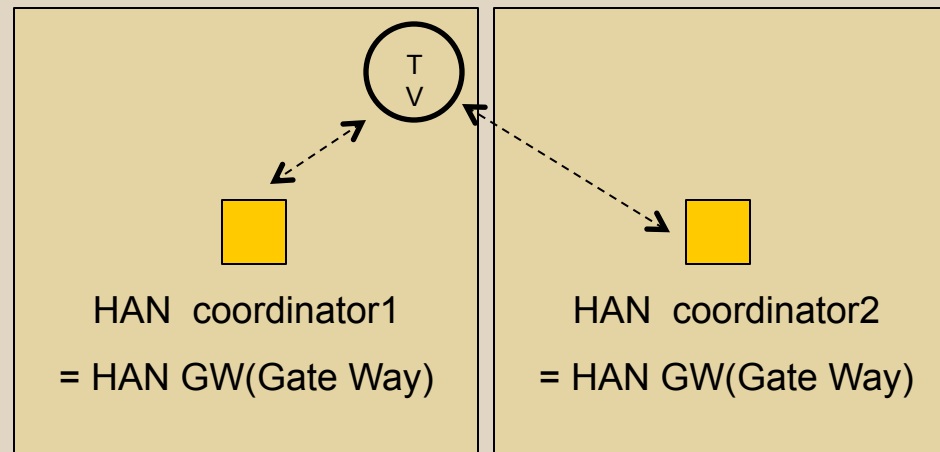 T
V
HAN coordinator1
= HAN GW(Gate Way)
HAN coordinator2
= HAN GW(Gate Way)